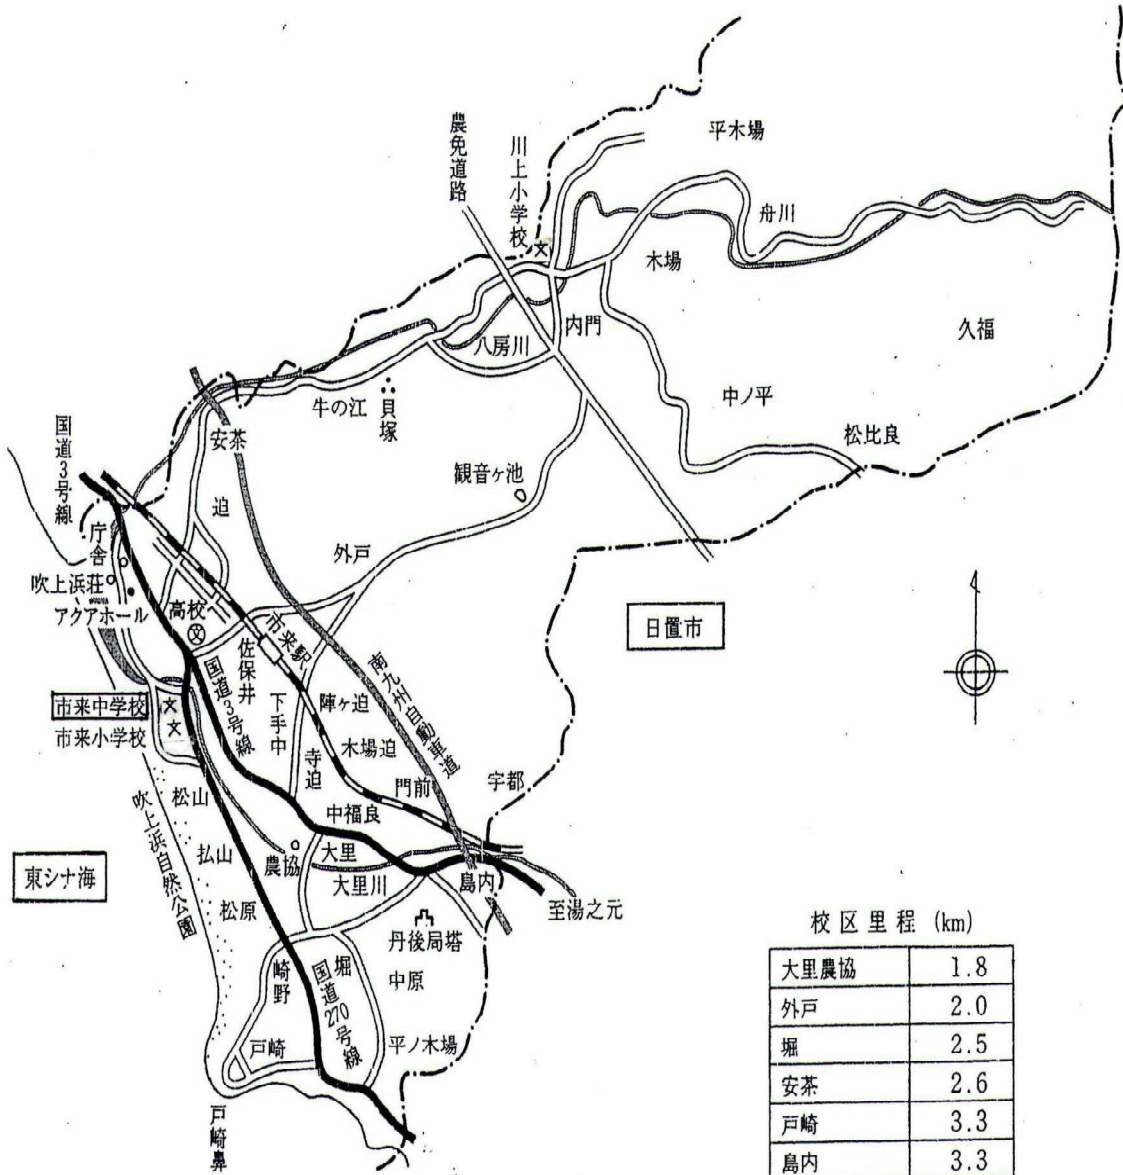 平木場
農免道路
川上小学校
文
舟川
木場
久福
内門
八房川
中ノ平
松比良
牛の江
貝塚
安茶
国道3号線
観音ヶ池
迫
外戸
庁舎
吹上浜荘
アクアホール
高校
文
佐保井
市来駅
日置市
南九州自動車道
国道3号線
下手中
陣ヶ迫
市来中学校
文
市来小学校
文
木場迫
寺迫
門前
宇都
松山
中福良
吹上浜自然公園
払山
農協
大里
東シナ海
大里川
島内
松原
至湯之元
丹後局塔
中原
崎野
堀
国道270号線
戸崎
平ノ木場
戸崎鼻
校区里程 (km)
大里農協 1.8
外戸 2.0
堀 2.5
安茶 2.6
戸崎 3.3
島内 3.3